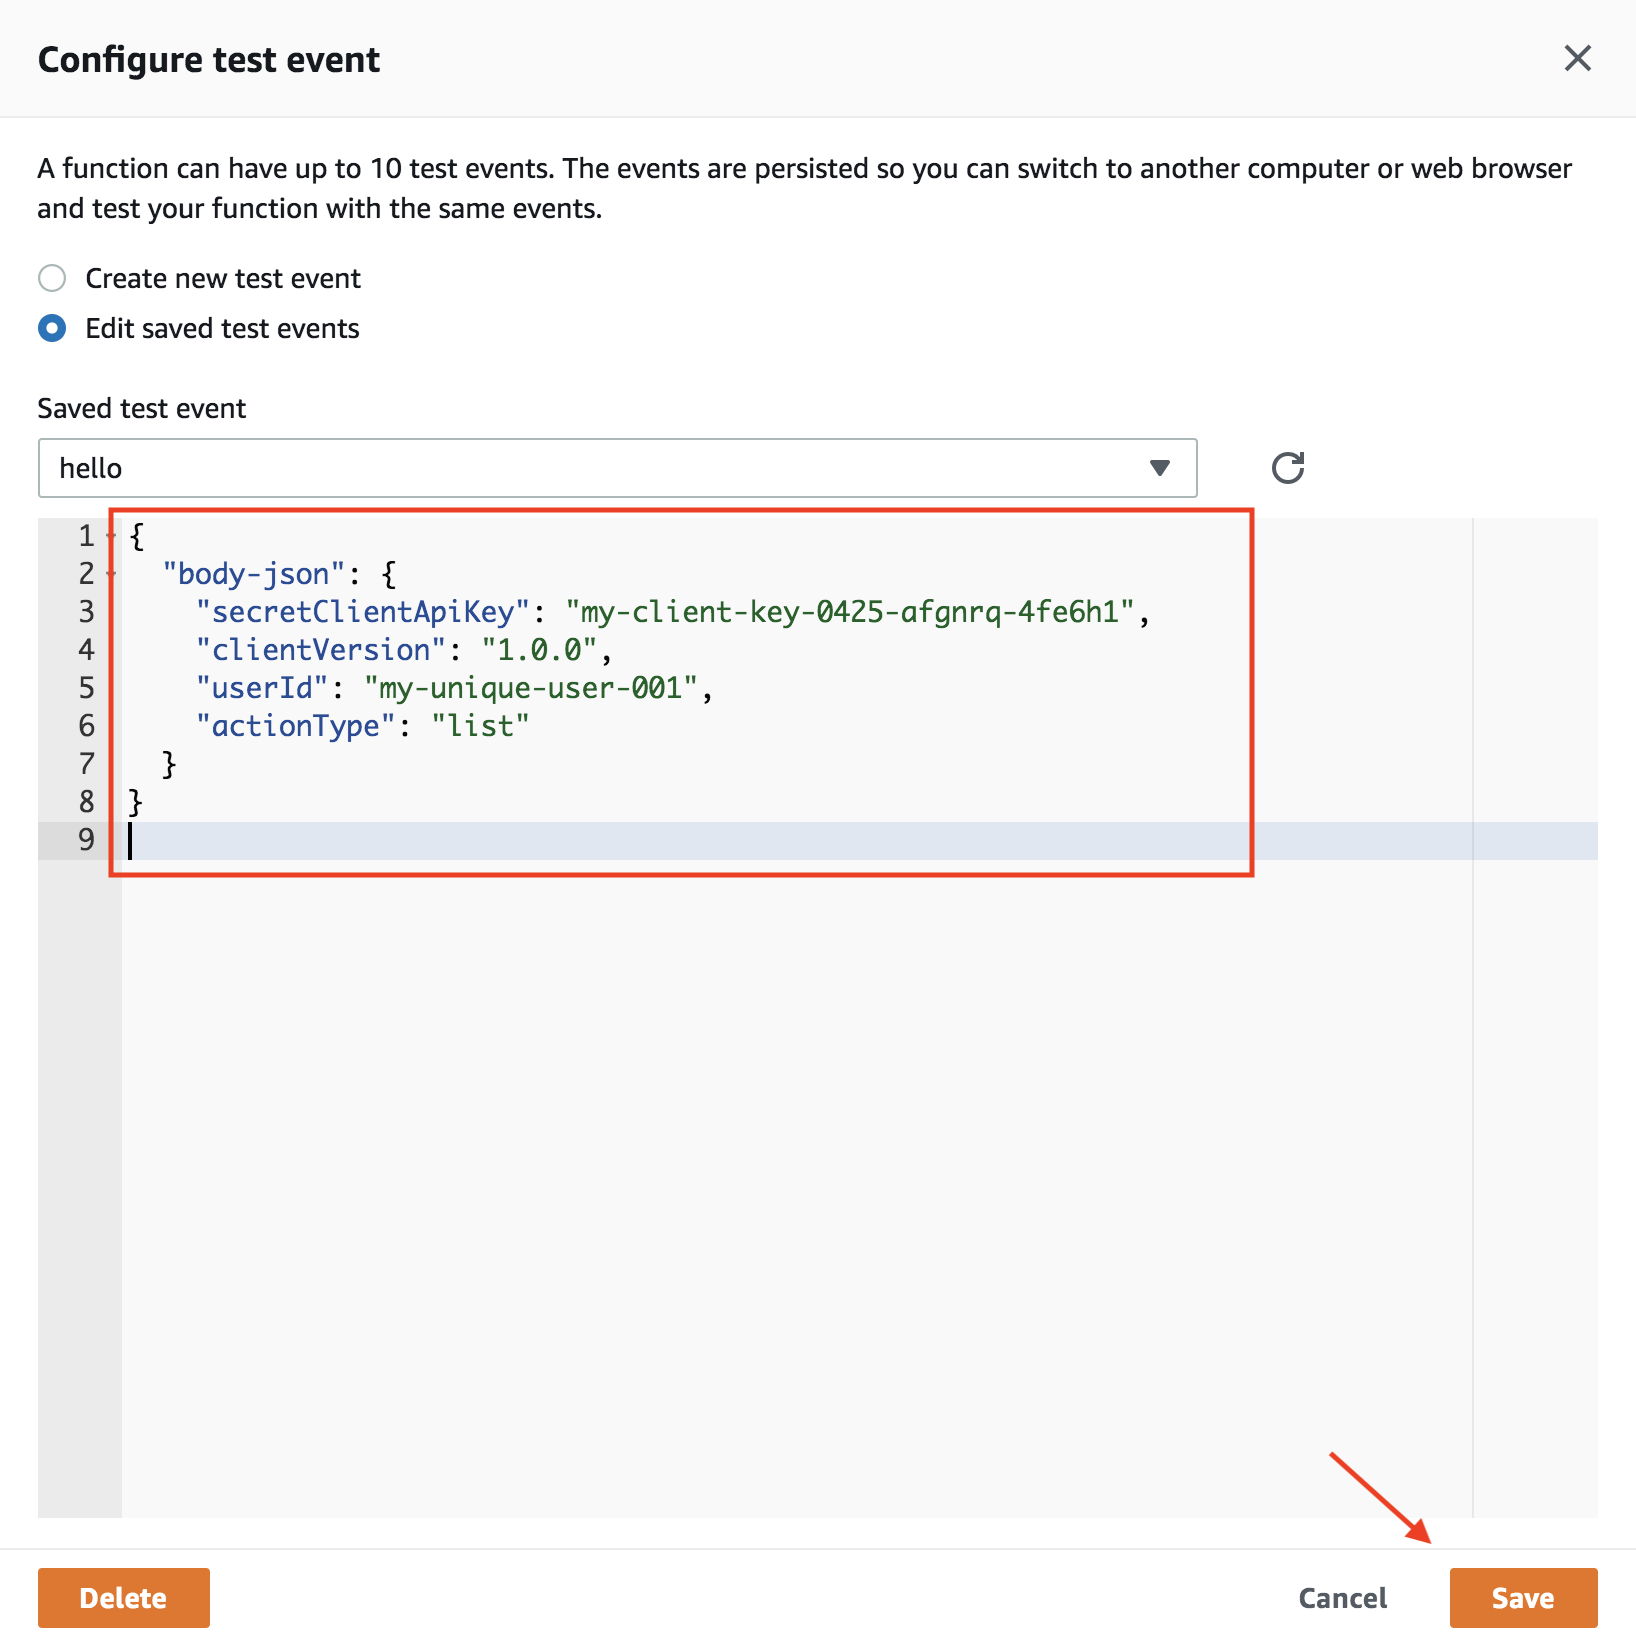 Configure test event
A function can have up to 10 test events. The events are persisted so you can switch to another computer or web browser
and test your function with the same events.
Create new test event
Edit saved test events
Saved test event
hello
1 {
2   "body-json": {
3     "secretClientApiKey": "my-client-key-0425-afgnrq-4fe6h1",
4     "clientVersion": "1.0.0",
5     "userId": "my-unique-user-001",
6     "actionType": "list"
7   }
8 }
9
Delete
Cancel
Save